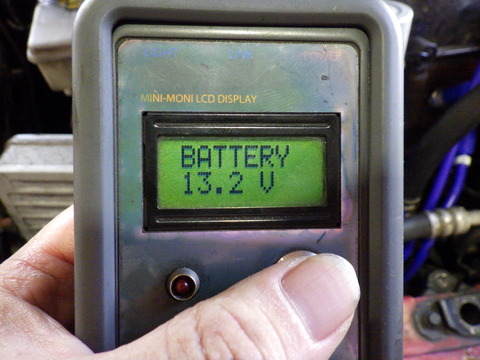 MINI-MONI LCD DISPLAY
BATTERY
13.2 V